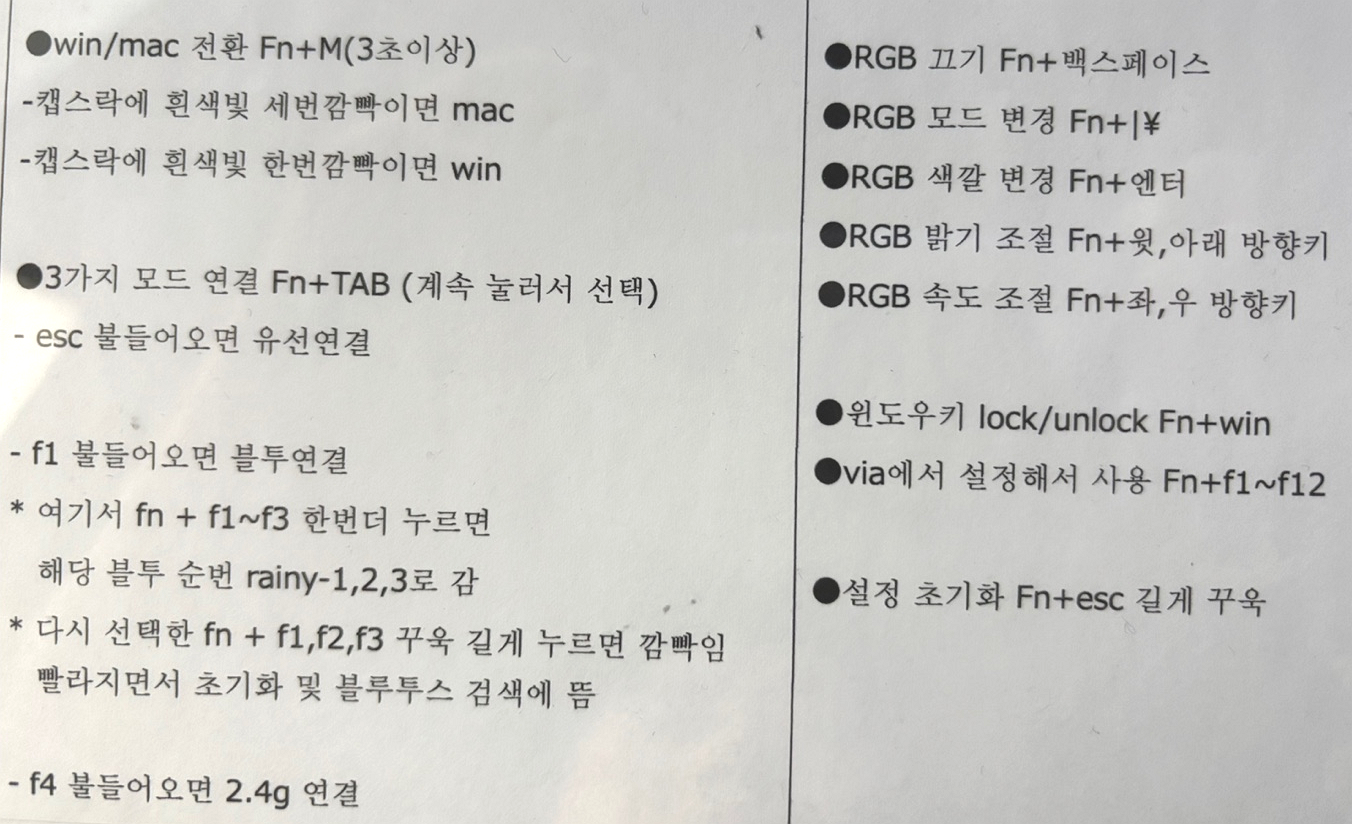 ●win/mac 전환 Fn+M(3초이상)
-캡스락에 흰색빛 세번깜빡이면 mac
-캡스락에 흰색빛 한번깜빡이면 win
●3가지 모드 연결 Fn+TAB (계속 눌러서 선택)
- esc 불들어오면 유선연결
- f1 불들어오면 블투연결
* 여기서 fn + f1~f3 한번더 누르면
해당 블투 순번 rainy-1,2,3로 감
* 다시 선택한 fn + f1,f2,f3 꾸욱 길게 누르면 깜빡임
빨라지면서 초기화 및 블루투스 검색에 뜸
- f4 불들어오면 2.4g 연결
●RGB 끄기 Fn+백스페이스
●RGB 모드 변경 Fn+|¥
●RGB 색깔 변경 Fn+엔터
●RGB 밝기 조절 Fn+윗,아래 방향키
●RGB 속도 조절 Fn+좌,우 방향키
●윈도우키 lock/unlock Fn+win
●via에서 설정해서 사용 Fn+f1~f12
●설정 초기화 Fn+esc 길게 꾸욱